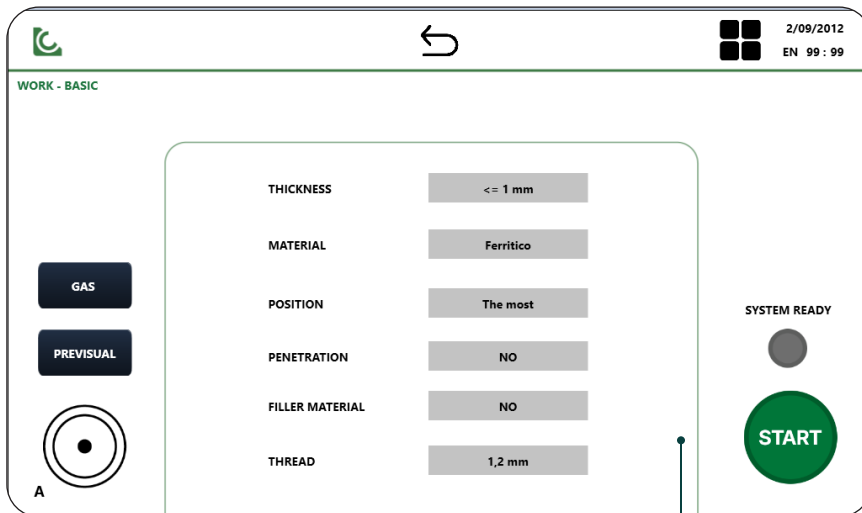 2/09/2012
EN 99 : 99
WORK - BASIC
THICKNESS <= 1 mm
MATERIAL Ferritico
GAS
POSITION The most
SYSTEM READY
PREVISUAL
PENETRATION NO
FILLER MATERIAL NO
START
THREAD 1,2 mm
A